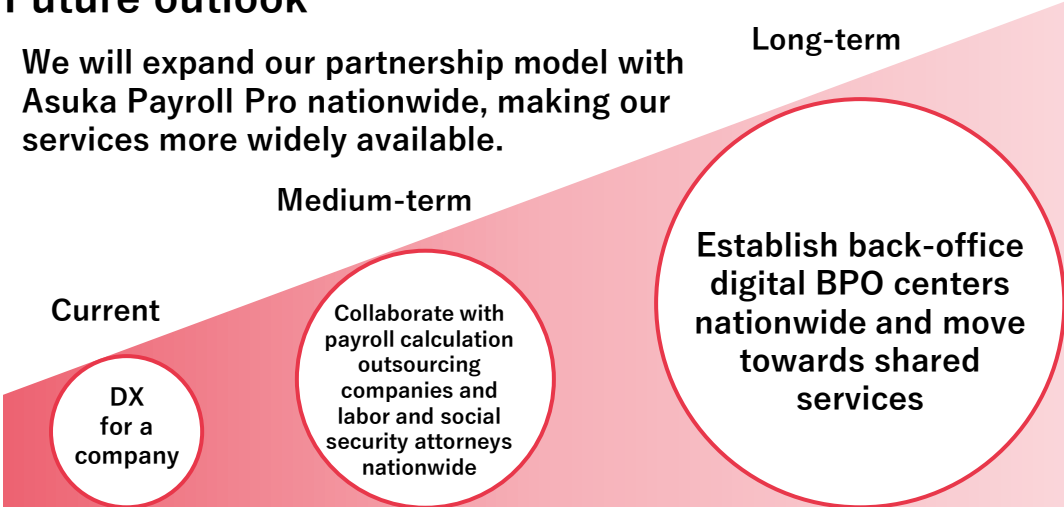 Future outlook
We will expand our partnership model with
Asuka Payroll Pro nationwide, making our
services more widely available.
Long-term
Medium-term
Current
DX
for a
company
Collaborate with
payroll calculation
outsourcing
companies and
labor and social
security attorneys
nationwide
Establish back-office
digital BPO centers
nationwide and move
towards shared
services